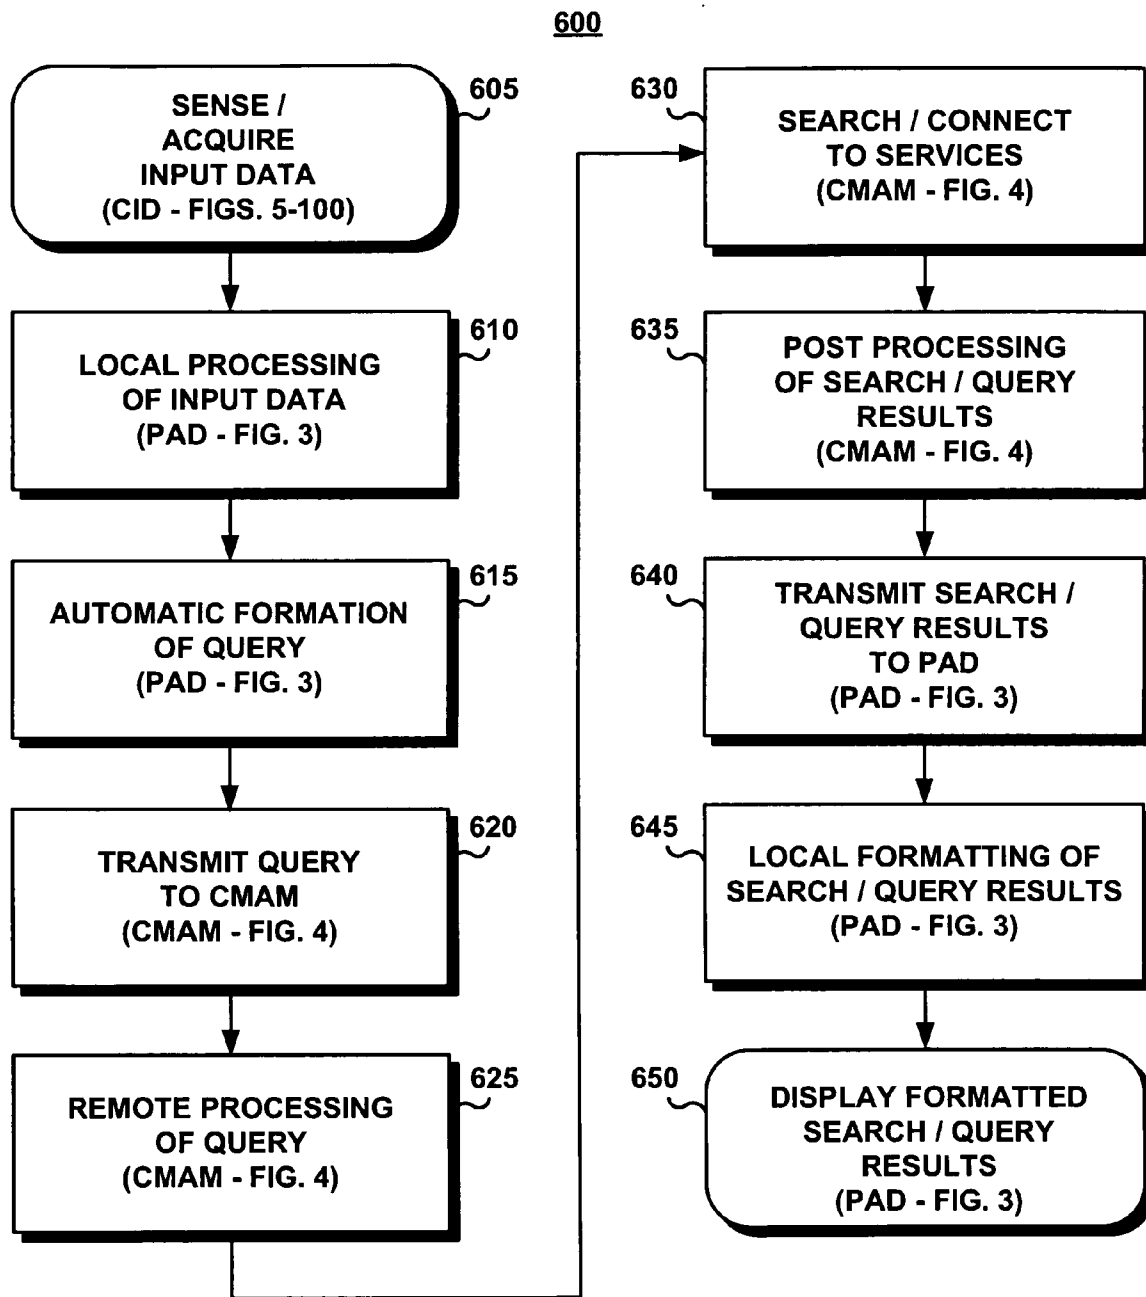 600
605
SENSE /
ACQUIRE
INPUT DATA
(CID - FIGS. 5-100)
610
LOCAL PROCESSING
OF INPUT DATA
(PAD - FIG. 3)
615
AUTOMATIC FORMATION
OF QUERY
(PAD - FIG. 3)
620
TRANSMIT QUERY
TO CMAM
(CMAM - FIG. 4)
625
REMOTE PROCESSING
OF QUERY
(CMAM - FIG. 4)
630
SEARCH / CONNECT
TO SERVICES
(CMAM - FIG. 4)
635
POST PROCESSING
OF SEARCH / QUERY
RESULTS
(CMAM - FIG. 4)
640
TRANSMIT SEARCH /
QUERY RESULTS
TO PAD
(PAD - FIG. 3)
645
LOCAL FORMATTING OF
SEARCH / QUERY RESULTS
(PAD - FIG. 3)
650
DISPLAY FORMATTED
SEARCH / QUERY
RESULTS
(PAD - FIG. 3)